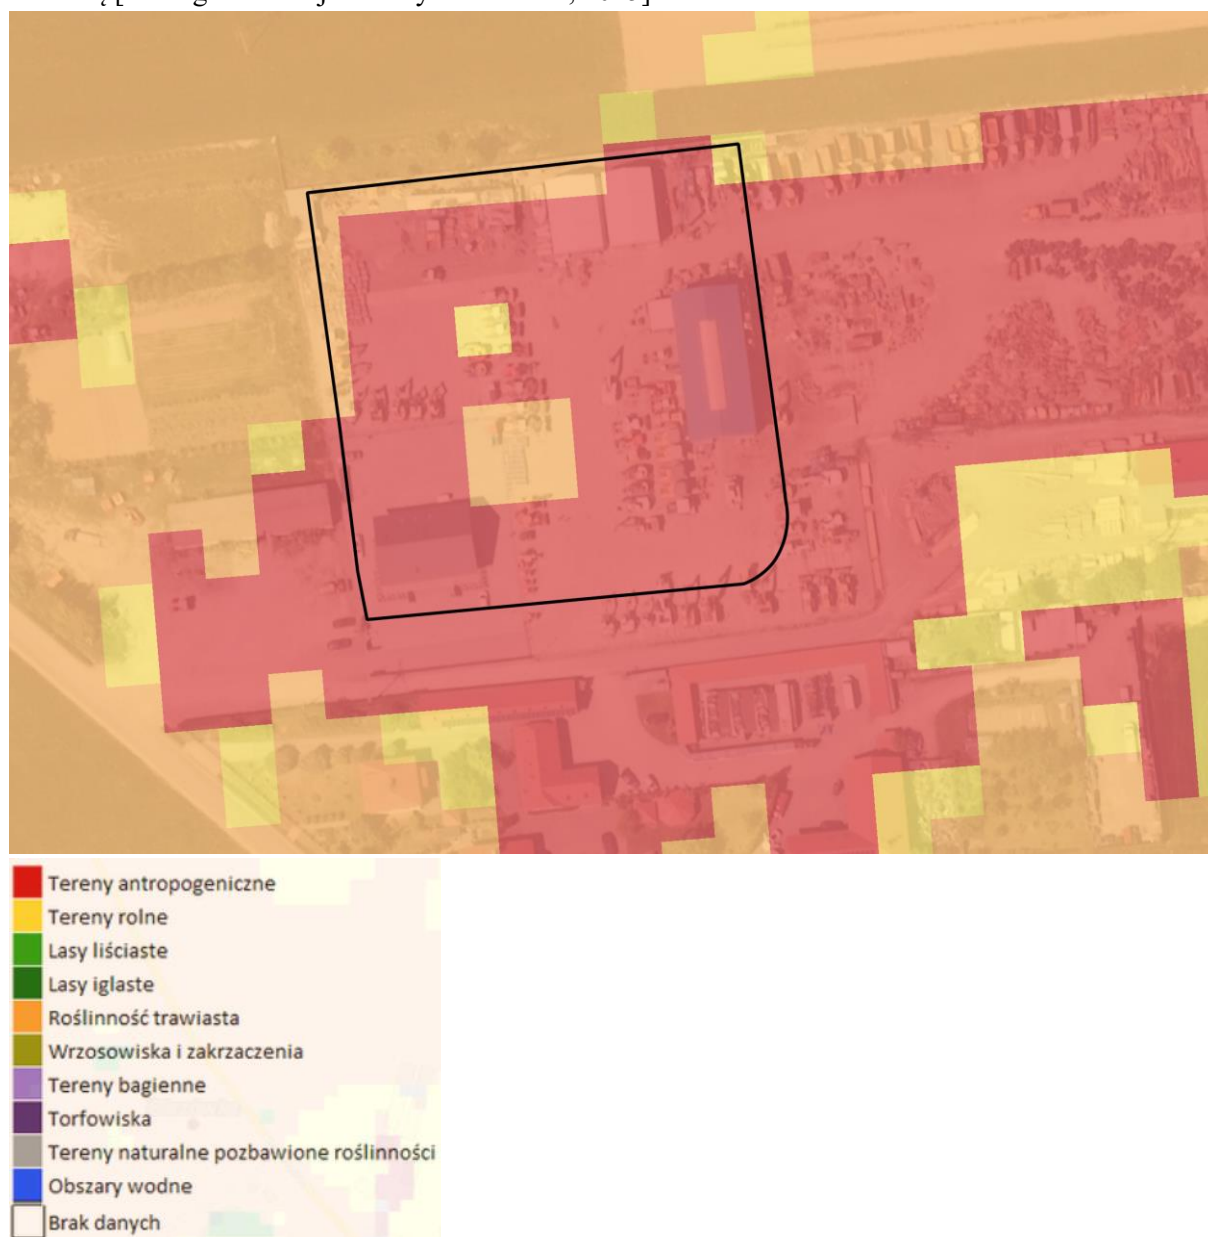 Tereny antropogeniczne
Tereny rolne
Lasy liściaste
Lasy iglaste
Roślinność trawiasta
Wrzosowiska i zakrzaczenia
Tereny bagienne
Torfowiska
Tereny naturalne pozbawione roślinności
Obszary wodne
Brak danych